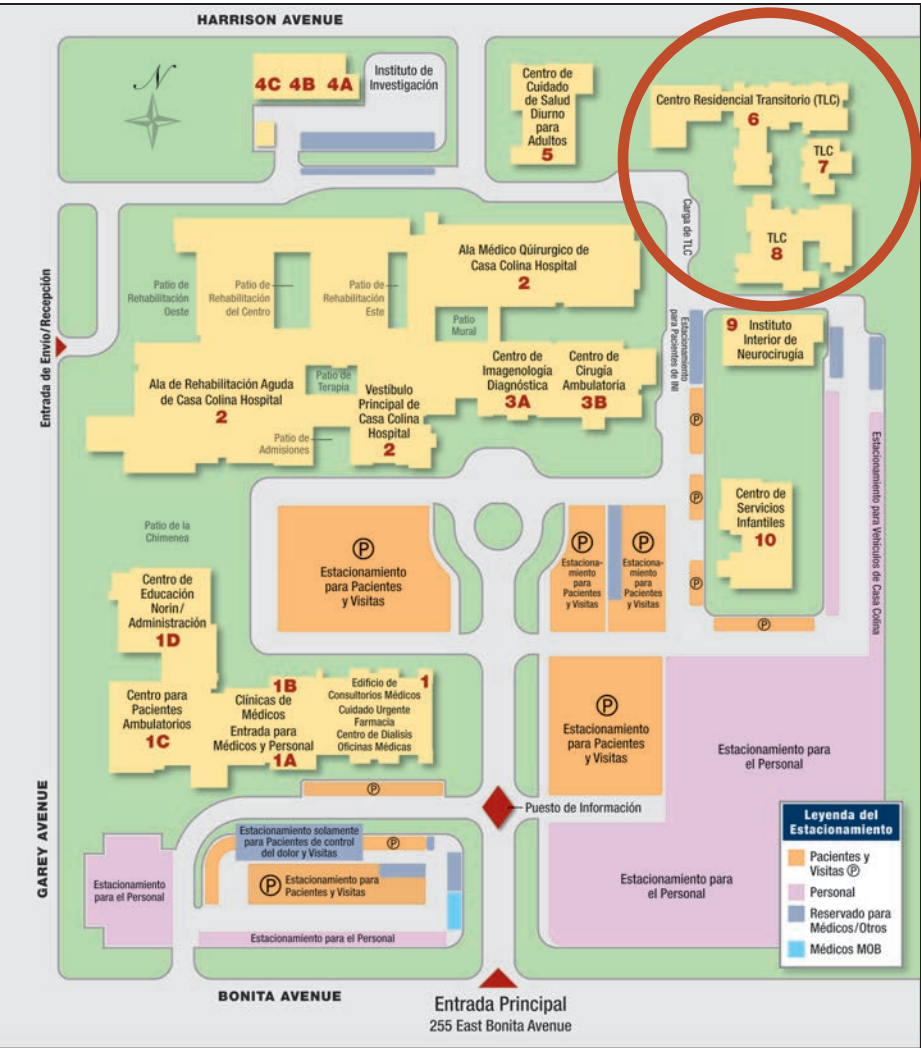 HARRISON AVENUE
N
4C 4B 4A
Instituto de
Investigación
Centro de
Cuidado
de Salud
Diurno
para
Adultos
5
Centro Residencial Transitorio (TLC)
6
TLC
7
TLC
8
Carga de TLC
Entrada de Envío/Recepción
Patio de
Rehabilitación
Oeste
Patio de
Rehabilitación
del Centro
Patio de
Rehabilitación
Este
Ala Médico Qúirurgico de
Casa Colina Hospital
2
Patio
Mural
Estacionamiento
para Pacientes de INI
9 Instituto
Interior de
Neurocirugía
Ala de Rehabilitación Aguda
de Casa Colina Hospital
2
Patio de
Terapia
Vestíbulo
Principal de
Casa Colina
Hospital
2
Centro de
Imagenología
Diagnóstica
3A
Centro de
Cirugía
Ambulatoria
3B
Patio de
Admisiones
P
Estacionamiento para Vehículos de Casa Colina
Patio de la
Chimenea
P
Estacionamiento
para Pacientes
y Visitas
P
Estaciona-
miento
para
Pacientes
y Visitas
P
Estaciona-
miento
para
Pacientes
y Visitas
P
P
Centro de
Servicios
Infantiles
10
P
Centro de
Educación
Norin/
Administración
1D
Centro para
Pacientes
Ambulatorios
1C
1B
Clínicas de
Médicos
Entrada para
Médicos y Personal
1A
1
Edificio de
Consultorios Médicos
Cuidado Urgente
Farmacia
Centro de Dialisis
Oficinas Médicas
P
Estacionamiento
para Pacientes
y Visitas
Estacionamiento para
el Personal
P
Puesto de Información
GAREY AVENUE
Estacionamiento
para el Personal
Estacionamiento solamente
para Pacientes de control
del dolor y Visitas
P
P Estacionamiento para
Pacientes y Visitas
Estacionamiento para el Personal
Estacionamiento para
el Personal
Leyenda del
Estacionamiento
Pacientes y
Visitas P
Personal
Reservado para
Médicos/Otros
Médicos MOB
BONITA AVENUE
Entrada Principal
255 East Bonita Avenue